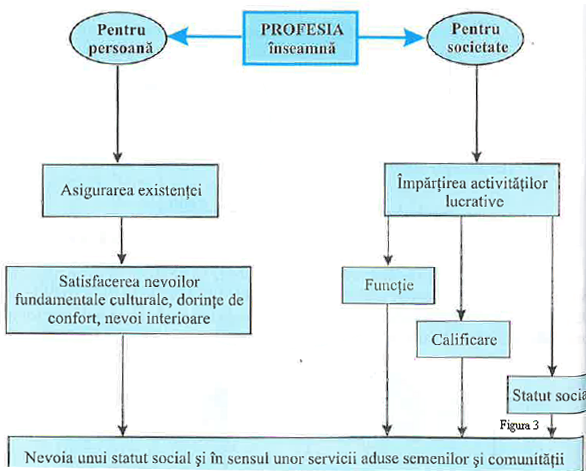 Pentru
persoană
PROFESIA
înseamnă
Pentru
societate
Asigurarea existenței
Împărțirea activităților
lucrative
Satisfacerea nevoilor
fundamentale culturale, dorințe de
confort, nevoi interioare
Funcție
Calificare
Statut socia
Figura 3
Nevoia unui statut social și în sensul unor servicii aduse semenilor și comunității